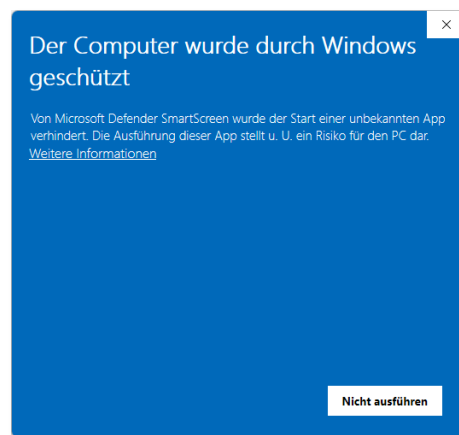 Der Computer wurde durch Windows
geschützt
Von Microsoft Defender SmartScreen wurde der Start einer unbekannten App
verhindert. Die Ausführung dieser App stellt u. U. ein Risiko für den PC dar.
Weitere Informationen
Nicht ausführen